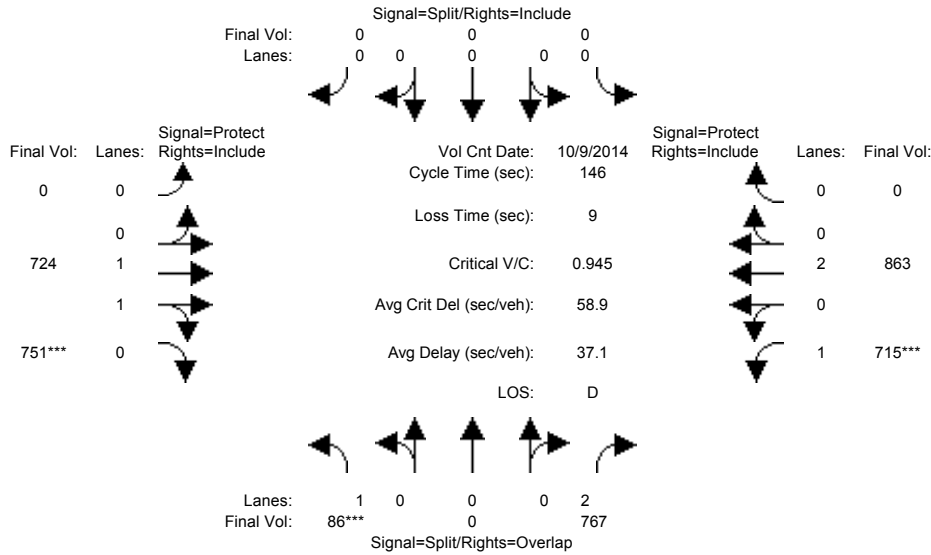 Signal=Split/Rights=Include
Final Vol: 0 0 0
Lanes: 0 0 0 0 0
Signal=Protect Signal=Protect
Final Vol: Lanes: Rights=Include Vol Cnt Date: 10/9/2014 Rights=Include Lanes: Final Vol:
Cycle Time (sec): 146
0 0 0 0
Loss Time (sec): 9
0 0
724 1 Critical V/C: 0.945 2 863
1 Avg Crit Del (sec/veh): 58.9 0
751*** 0 Avg Delay (sec/veh): 37.1 1 715***
LOS: D
Lanes: 1 0 0 0 2
Final Vol: 86*** 0 767
Signal=Split/Rights=Overlap